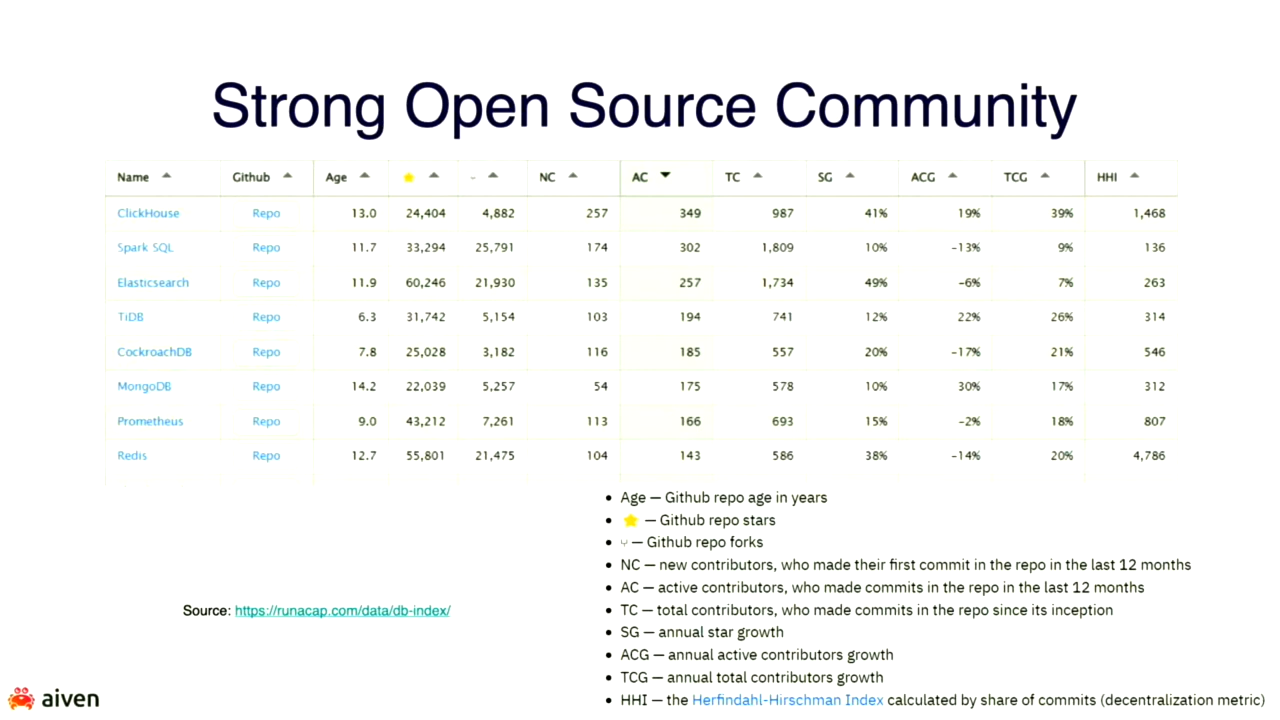 Strong Open Source Community
Name Github Age NC AC TC SG ACG TCG HHI
ClickHouse Repo 13.0 24,404 4,882 257 349 987 41% 19% 39% 1,468
Spark SQL Repo 11.7 33,294 25,791 174 302 1,809 10% -13% 9% 136
Elasticsearch Repo 11.9 60,246 21,930 135 257 1,734 49% -6% 7% 263
TiDB Repo 6.3 31,742 5,154 103 194 741 12% 22% 26% 314
CockroachDB Repo 7.8 25,028 3,182 116 185 557 20% -17% 21% 546
MongoDB Repo 14.2 22,039 5,257 54 175 578 10% 30% 17% 312
Prometheus Repo 9.0 43,212 7,261 113 166 693 15% -2% 18% 807
Redis Repo 12.7 55,801 21,475 104 143 586 38% -14% 20% 4,786
• Age — Github repo age in years
• ⭐ — Github repo stars
• ⑂ — Github repo forks
• NC — new contributors, who made their first commit in the repo in the last 12 months
• AC — active contributors, who made commits in the repo in the last 12 months
• TC — total contributors, who made commits in the repo since its inception
• SG — annual star growth
• ACG — annual active contributors growth
• TCG — annual total contributors growth
• HHI — the Herfindahl-Hirschman Index calculated by share of commits (decentralization metric)
Source: https://runacap.com/data/db-index/
aiven